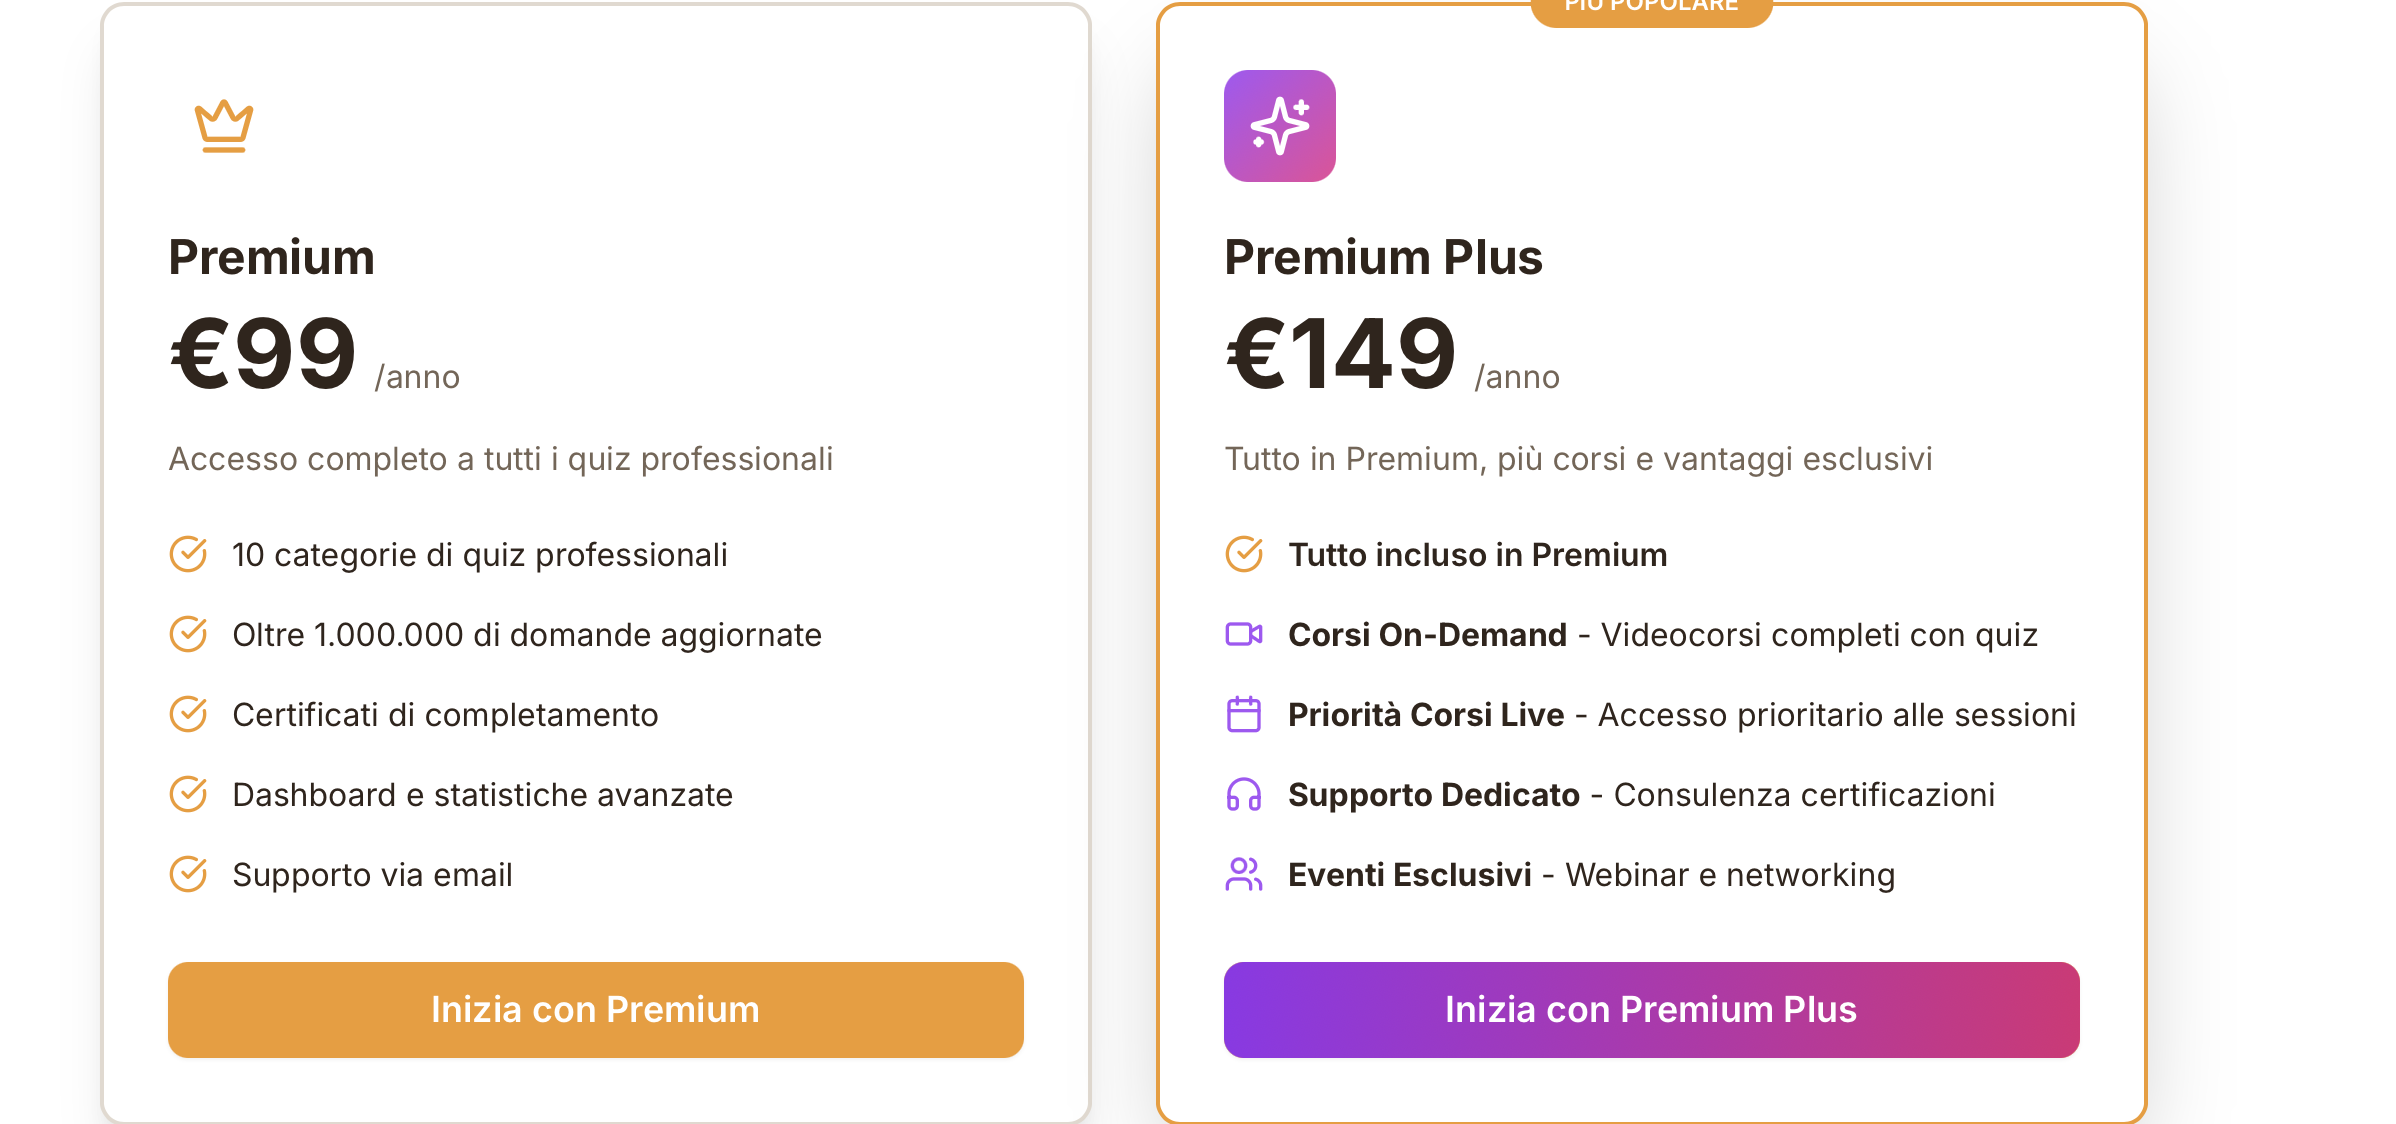 PIÙ POPOLARE
Premium
€99 /anno
Accesso completo a tutti i quiz professionali
10 categorie di quiz professionali
Oltre 1.000.000 di domande aggiornate
Certificati di completamento
Dashboard e statistiche avanzate
Supporto via email
Inizia con Premium
Premium Plus
€149 /anno
Tutto in Premium, più corsi e vantaggi esclusivi
Tutto incluso in Premium
Corsi On-Demand - Videocorsi completi con quiz
Priorità Corsi Live - Accesso prioritario alle sessioni
Supporto Dedicato - Consulenza certificazioni
Eventi Esclusivi - Webinar e networking
Inizia con Premium Plus